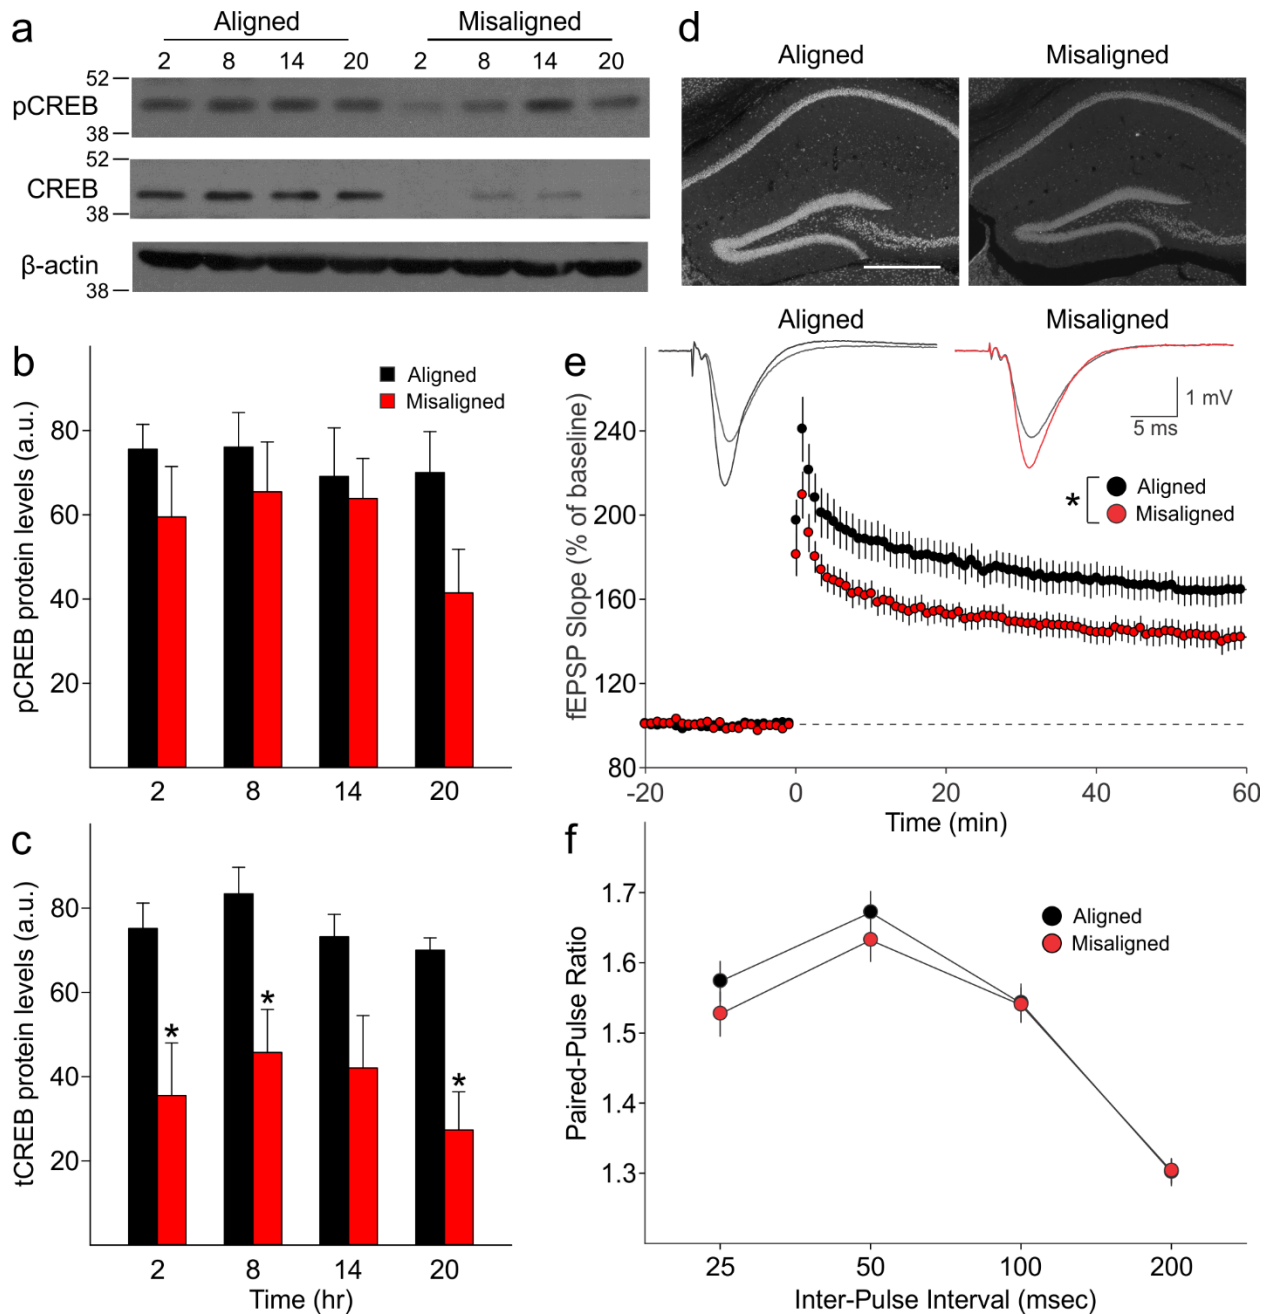 a
Aligned
Misaligned
2 8 14 20 2 8 14 20
52
pCREB
38
52
CREB
38
β-actin
38
d
Aligned
Misaligned
b
Aligned
Misaligned
pCREB protein levels (a.u.)
80
60
40
20
2 8 14 20
c
tCREB protein levels (a.u.)
80
60
40
20
* * *
2 8 14 20
Time (hr)
e
Aligned
Misaligned
1 mV
5 ms
* Aligned
Misaligned
fEPSP Slope (% of baseline)
240
200
160
120
80
-20 0 20 40 60
Time (min)
f
Aligned
Misaligned
Paired-Pulse Ratio
1.7
1.6
1.5
1.4
1.3
25 50 100 200
Inter-Pulse Interval (msec)